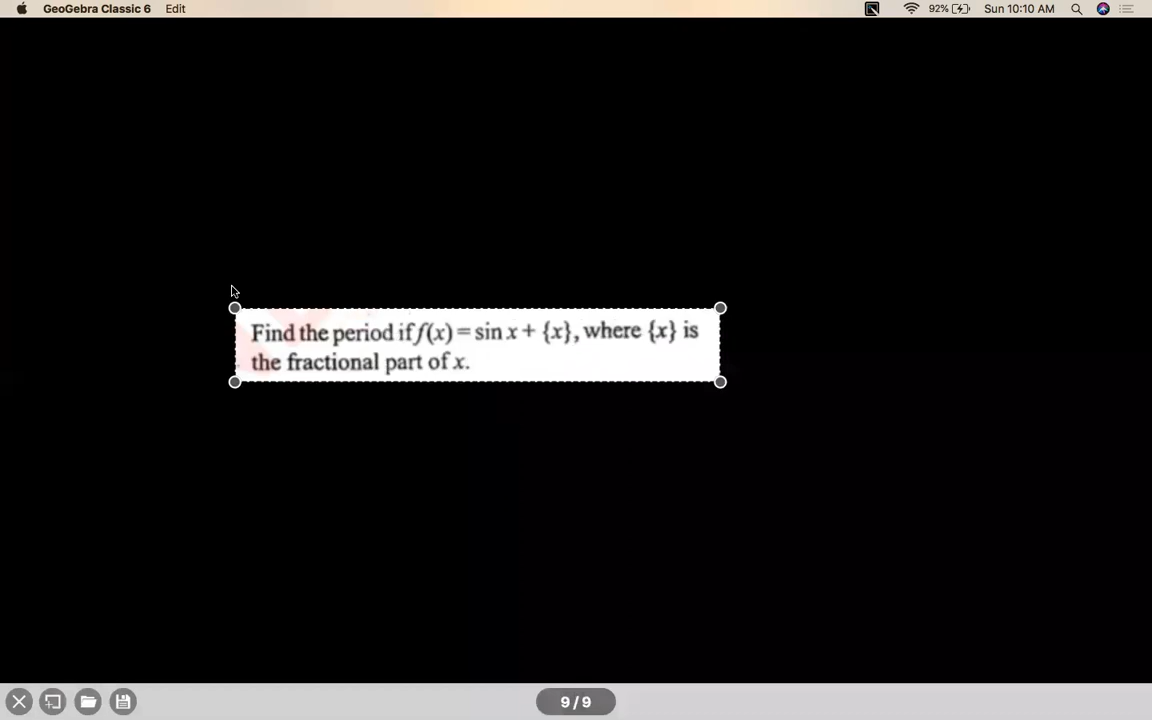 GeoGebra Classic 6 Edit 92% Sun 10:10 AM
Find the period if f(x) = sin x + {x}, where {x} is
the fractional part of x.
9 / 9